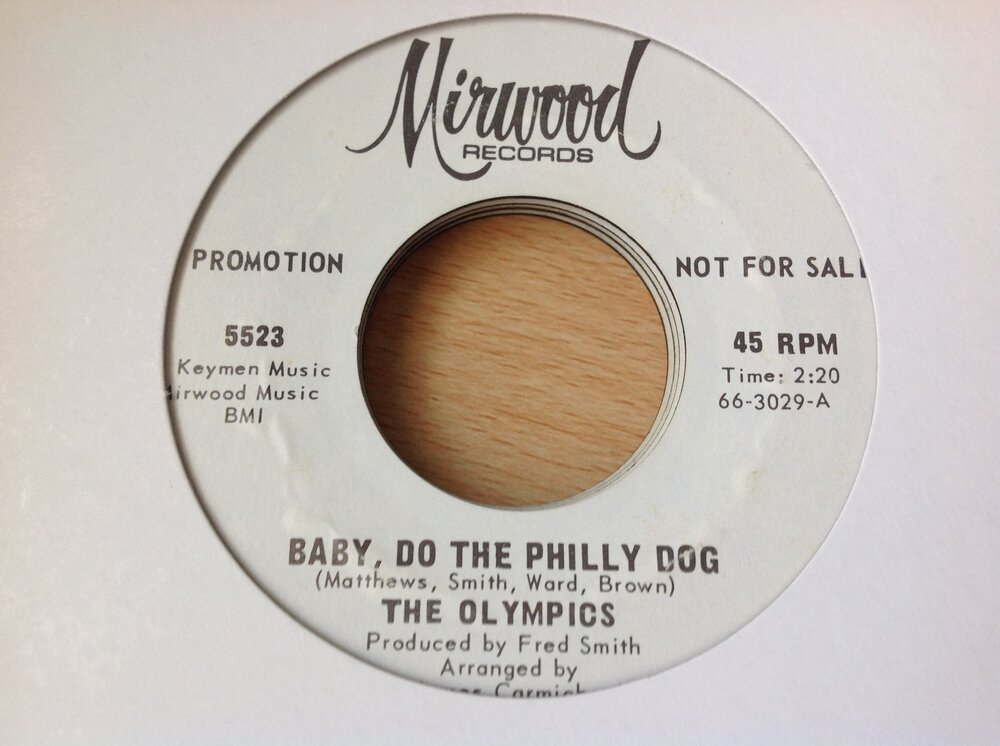 Mirwood
RECORDS
PROMOTION
NOT FOR SAL
5523
Keymen Music
irwood Music
BMI
45 RPM
Time: 2:20
66-3029-A
BABY, DO THE PHILLY DOG
(Matthews, Smith, Ward, Brown)
THE OLYMPICS
Produced by Fred Smith
Arranged by